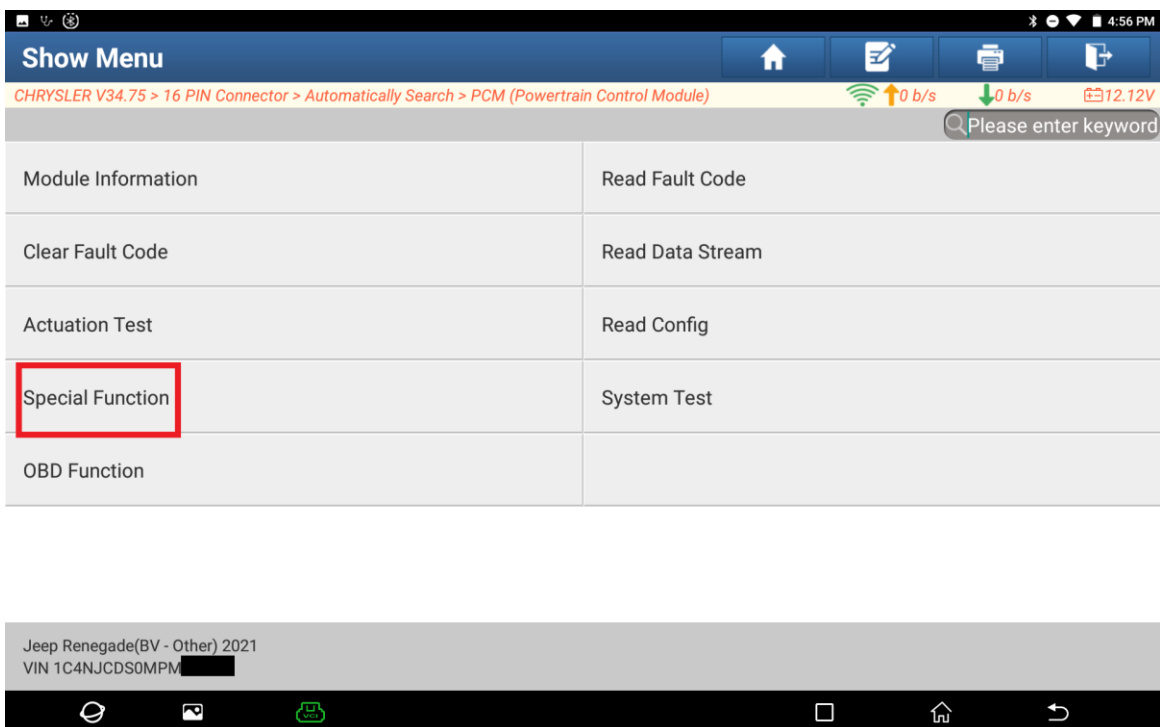 4:56 PM
Show Menu
CHRYSLER V34.75 > 16 PIN Connector > Automatically Search > PCM (Powertrain Control Module)
0 b/s
0 b/s
12.12V
Please enter keyword
Module Information
Read Fault Code
Clear Fault Code
Read Data Stream
Actuation Test
Read Config
Special Function
System Test
OBD Function
Jeep Renegade(BV - Other) 2021
VIN 1C4NJCDS0MPM
VCI